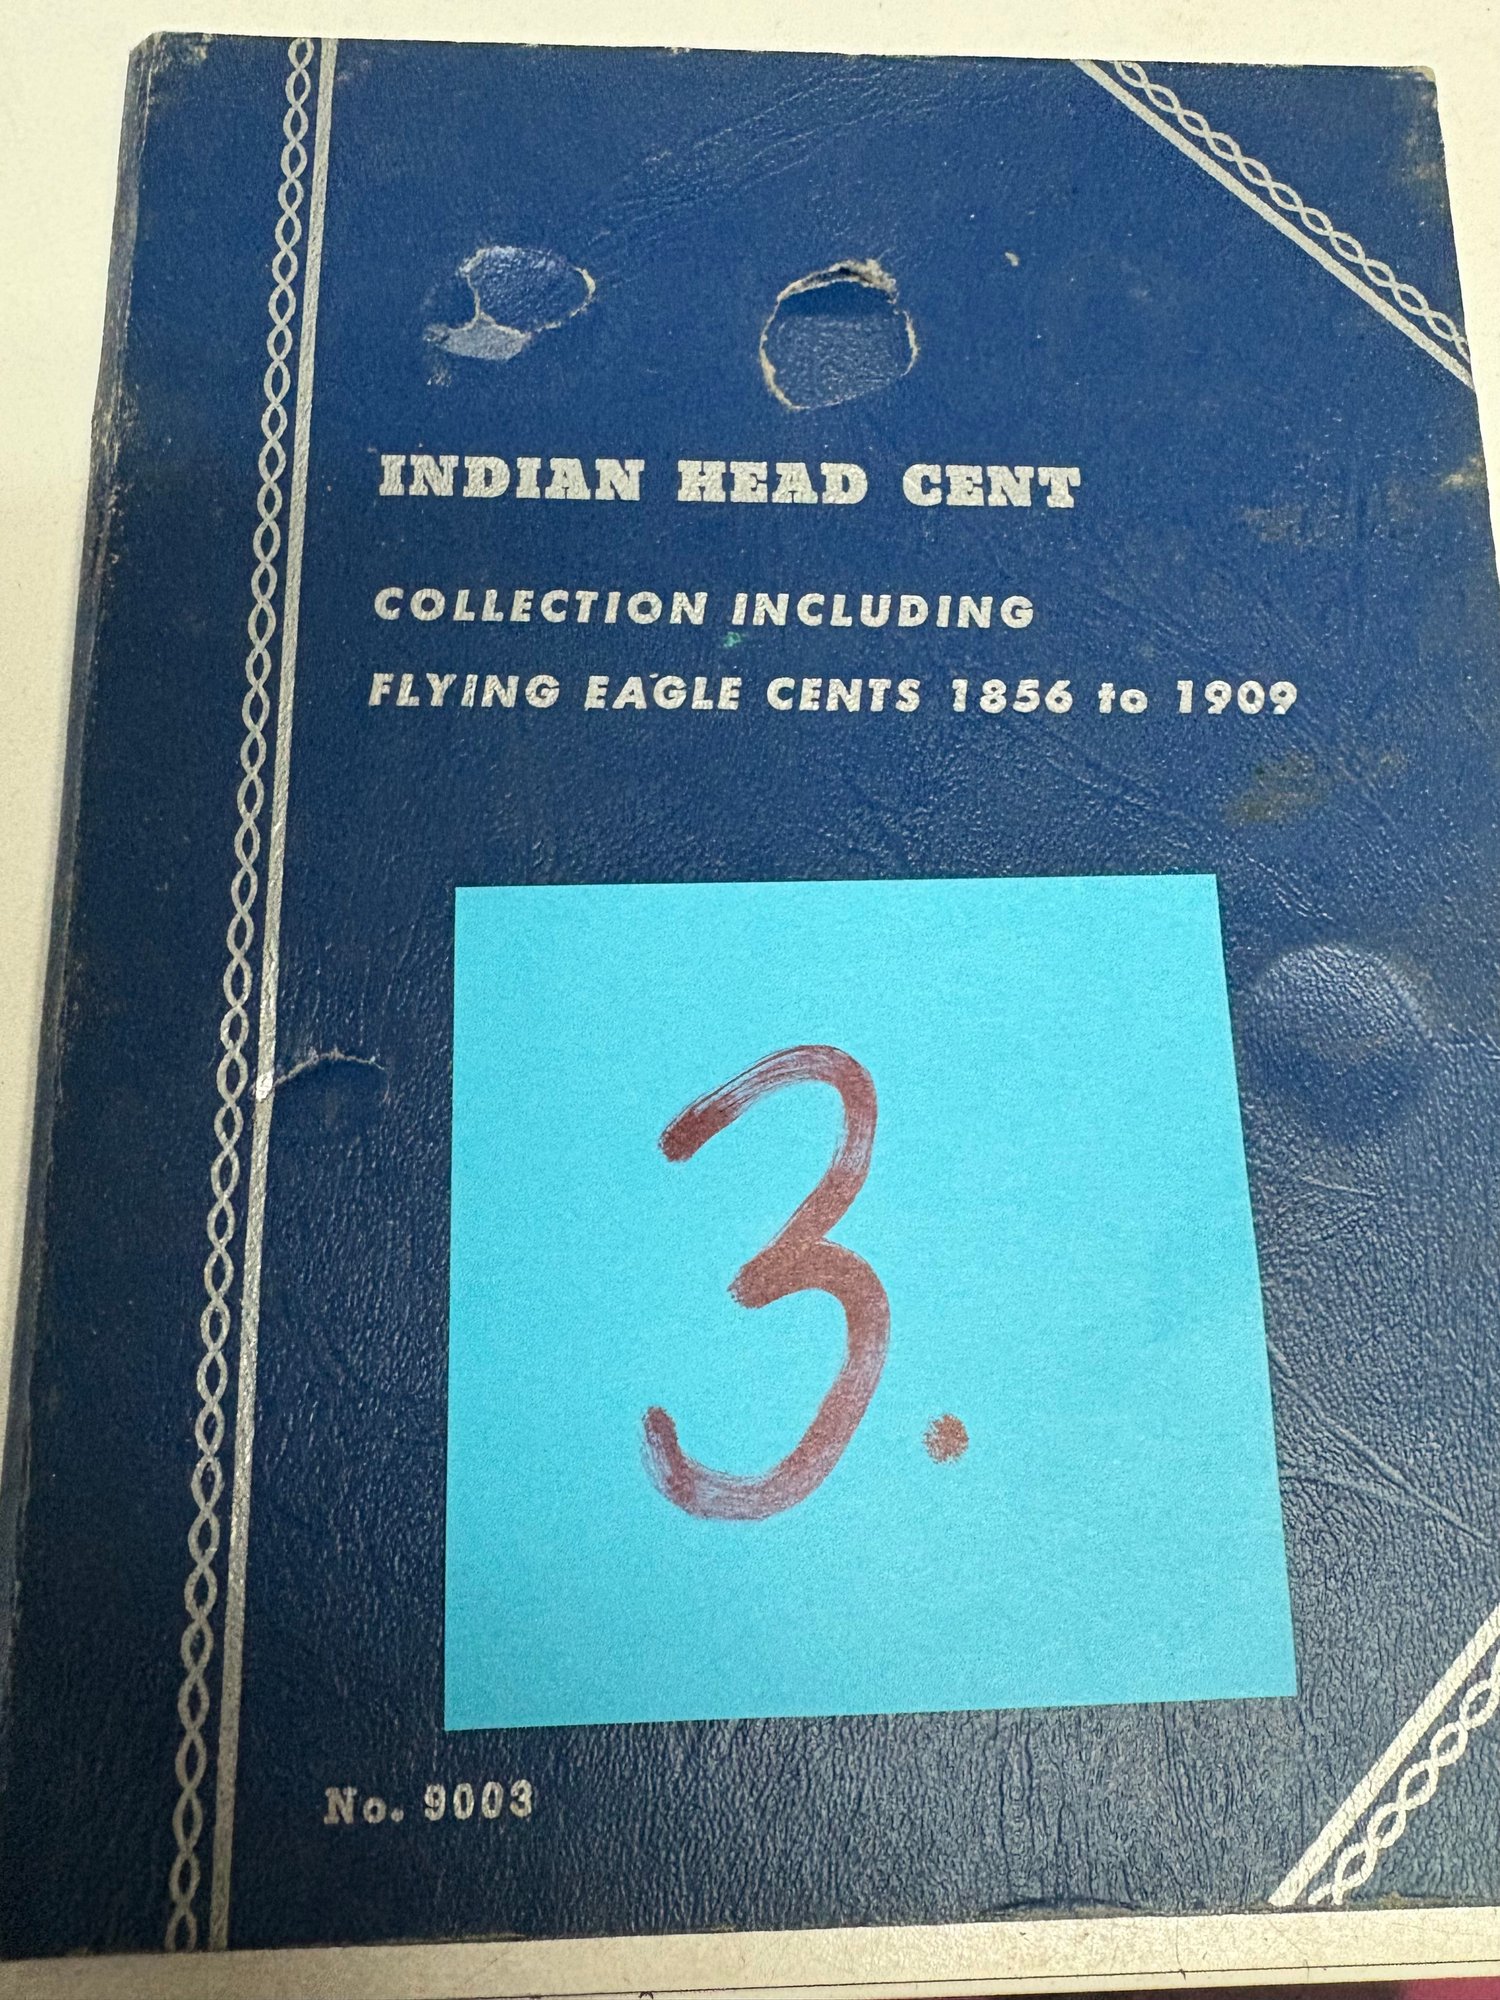 INDIAN HEAD CENT
COLLECTION INCLUDING
FLYING EAGLE CENTS 1856 to 1909
3.
No. 9003